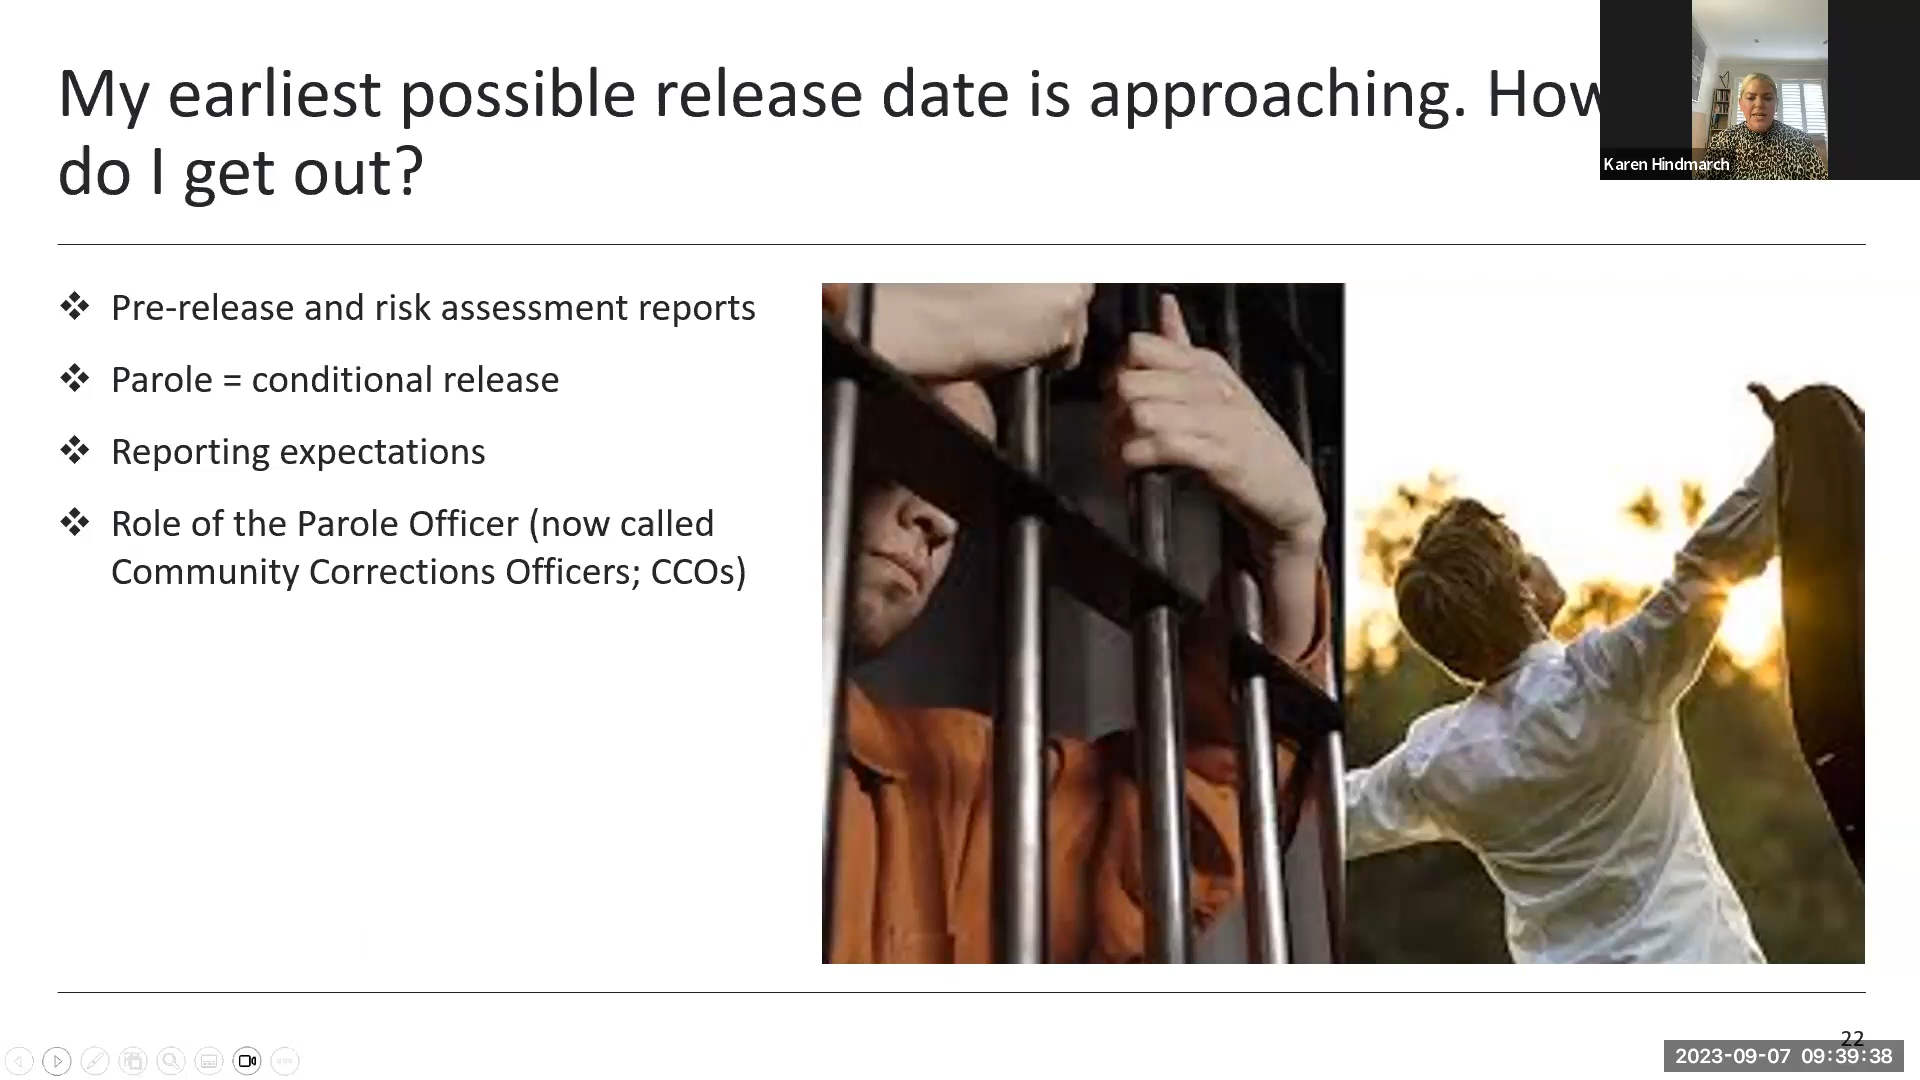 My earliest possible release date is approaching. How
do I get out?
Karen Hindmarch
❖ Pre-release and risk assessment reports
❖ Parole = conditional release
❖ Reporting expectations
❖ Role of the Parole Officer (now called
Community Corrections Officers; CCOs)
22
2023-09-07 09:39:38